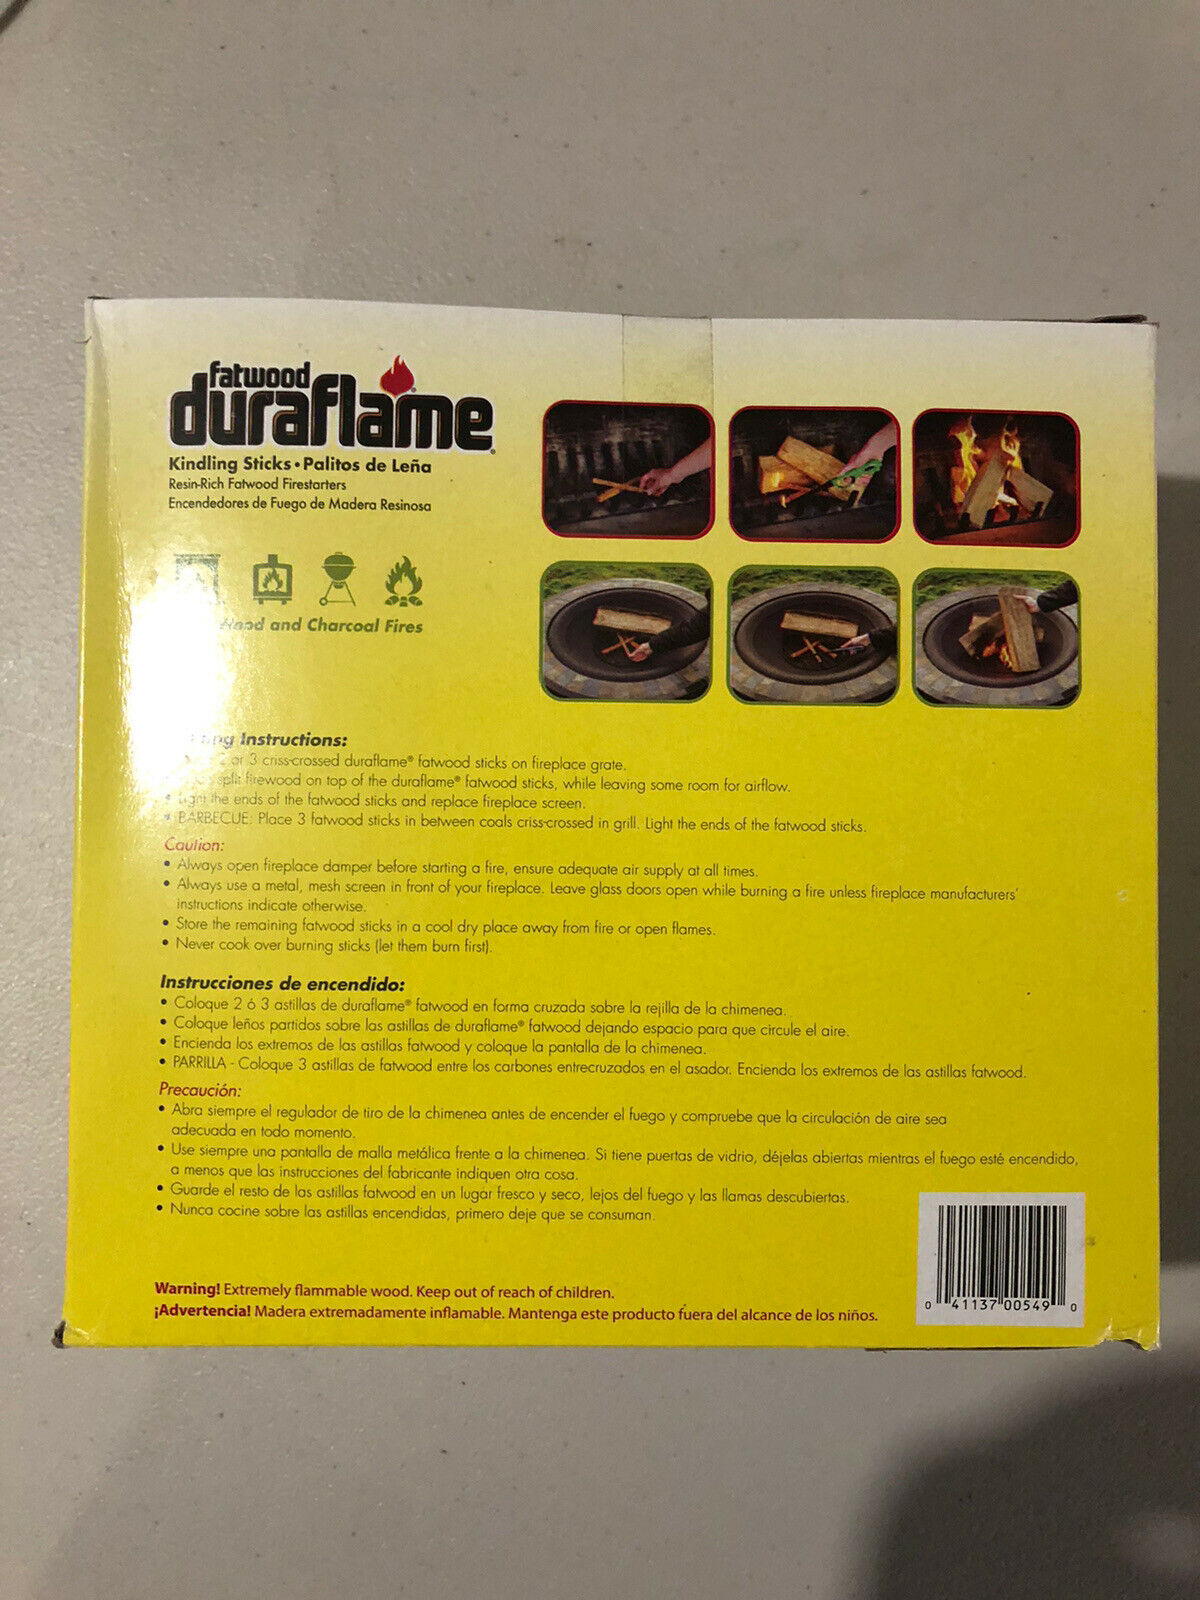 fatwood
duraflame®
Kindling Sticks • Palitos de Leña
Resin-Rich Fatwood Firestarters
Encendedores de Fuego de Madera Resinosa
Wood and Charcoal Fires
Instructions:
2 or 3 criss-crossed duraflame® fatwood sticks on fireplace grate.
split firewood on top of the duraflame® fatwood sticks, while leaving some room for airflow.
• Light the ends of the fatwood sticks and replace fireplace screen.
• BARBECUE: Place 3 fatwood sticks in between coals criss-crossed in grill. Light the ends of the fatwood sticks.
Caution:
• Always open fireplace damper before starting a fire, ensure adequate air supply at all times.
• Always use a metal, mesh screen in front of your fireplace. Leave glass doors open while burning a fire unless fireplace manufacturers'
instructions indicate otherwise.
• Store the remaining fatwood sticks in a cool dry place away from fire or open flames.
• Never cook over burning sticks (let them burn first).
Instrucciones de encendido:
• Coloque 2 ó 3 astillas de duraflame® fatwood en forma cruzada sobre la rejilla de la chimenea.
• Coloque leños partidos sobre las astillas de duraflame® fatwood dejando espacio para que circule el aire.
• Encienda los extremos de las astillas fatwood y coloque la pantalla de la chimenea.
• PARRILLA - Coloque 3 astillas de fatwood entre los carbones entrecruzados en el asador. Encienda los extremos de las astillas fatwood.
Precaución:
• Abra siempre el regulador de tiro de la chimenea antes de encender el fuego y compruebe que la circulación de aire sea
adecuada en todo momento.
• Use siempre una pantalla de malla metálica frente a la chimenea. Si tiene puertas de vidrio, déjelas abiertas mientras el fuego esté encendido,
a menos que las instrucciones del fabricante indiquen otra cosa.
• Guarde el resto de las astillas fatwood en un lugar fresco y seco, lejos del fuego y las llamas descubiertas.
• Nunca cocine sobre las astillas encendidas, primero deje que se consuman.
Warning! Extremely flammable wood. Keep out of reach of children.
¡Advertencia! Madera extremadamente inflamable. Mantenga este producto fuera del alcance de los niños.
0 41137 00549 0